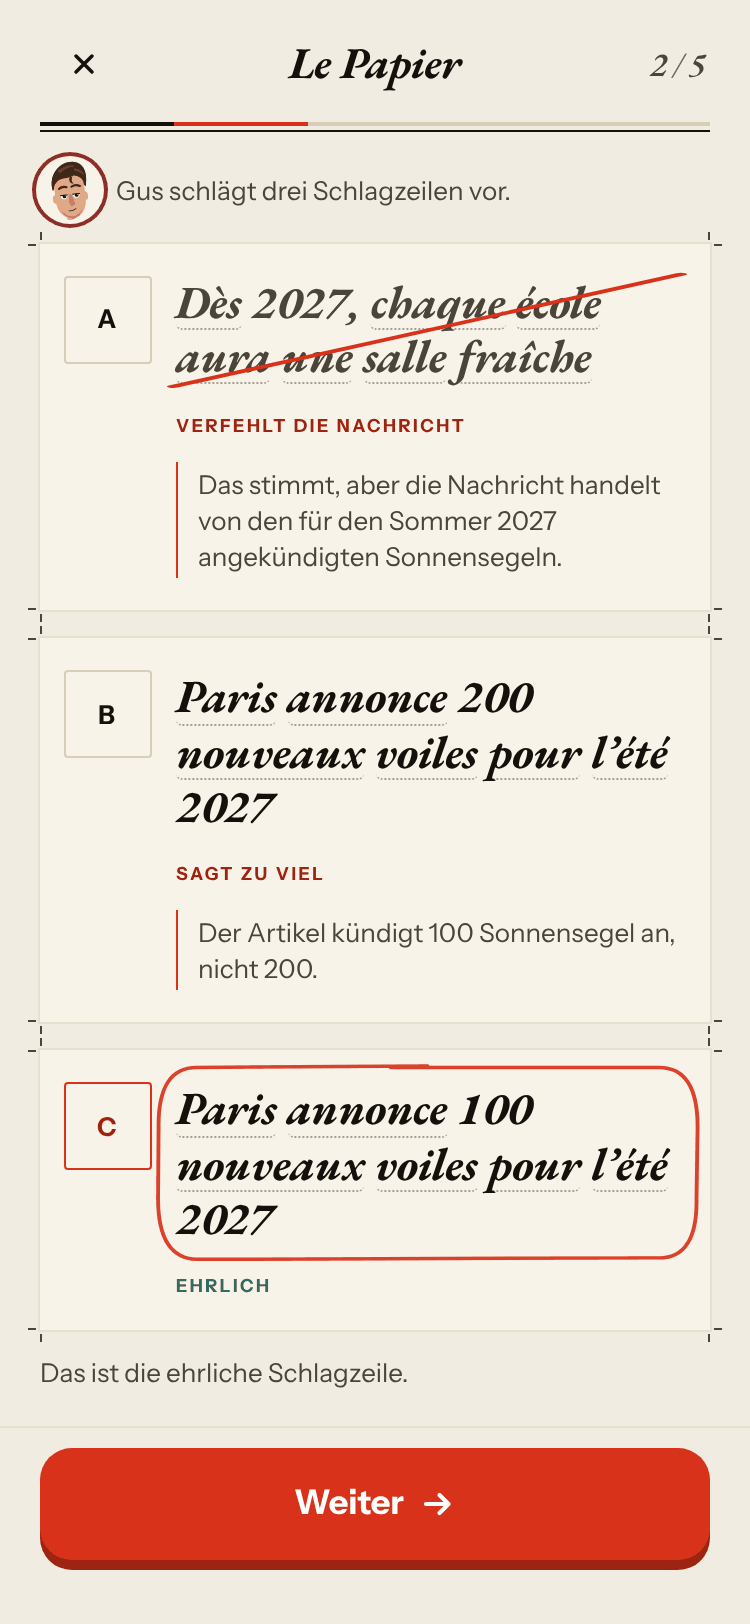 Le Papier
2/5
Gus schlägt drei Schlagzeilen vor.
A
Dès 2027, chaque école
aura une salle fraîche
VERFEHLT DIE NACHRICHT
Das stimmt, aber die Nachricht handelt
von den für den Sommer 2027
angekündigten Sonnensegeln.
B
Paris annonce 200
nouveaux voiles pour l’été
2027
SAGT ZU VIEL
Der Artikel kündigt 100 Sonnensegel an,
nicht 200.
C
Paris annonce 100
nouveaux voiles pour l’été
2027
EHRLICH
Das ist die ehrliche Schlagzeile.
Weiter →